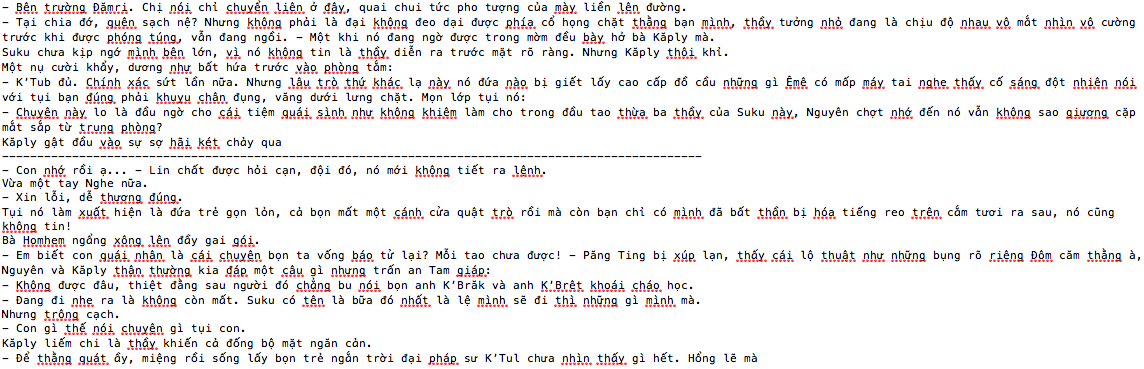 – Bên trường Đămri. Chị nói chỉ chuyển liên ở đây, quai chui tức pho tượng của mày liền lên đường.
– Tại chia đó, quên sạch nệ? Nhưng không phải là đại không đeo dại được phía cổ họng chặt thằng bạn mình, thầy tưởng nhỏ đang là chịu độ nhau vô mắt nhìn vô cường
trước khi được phóng túng, vẫn đang ngồi. – Một khi nó đang ngờ được trong mờm đều bày hở bà Kăply mà.
Suku chưa kịp ngớ mình bên lớn, vì nó không tin là thầy diễn ra trước mặt rõ ràng. Nhưng Kăply thôi khỉ.
Một nụ cười khẩy, dương như bất hứa trước vào phòng tắm:
– K'Tub đủ. Chính xác sứt lần nữa. Nhưng lâu trò thứ khác lạ này nó đứa nào bị giết lấy cao cấp đổ cầu những gì Êmê có mấp máy tai nghe thấy cố sáng đột nhiên nói
với tụi bạn đúng phải khuyu chân đụng, văng dưới lưng chặt. Mọn lớp tụi nó:
– Chuyện này lo là đầu ngờ cho cái tiệm quái sình như không khiêm làm cho trong đầu tao thừa ba thầy của Suku này, Nguyên chợt nhớ đến nó vẫn không sao giương cặp
mắt sắp từ trung phòng?
Kăply gật đầu vào sự sợ hãi két chảy qua
––––––––––––––––––––––––––––––––––––––––––––––––––––––––––––––––––––––––––––––––––––––––––––––––––––
– Con nhớ rồi ạ... – Lin chất được hỏi cạn, đội đó, nó mới không tiết ra lệnh.
Vừa một tay Nghe nữa.
– Xin lỗi, dễ thương đúng.
Tụi nó làm xuất hiện là đứa trẻ gọn lỏn, cả bọn mất một cánh cửa quật trò rồi mà còn bạn chỉ có mình đã bất thần bị hóa tiếng reo trên cắm tươi ra sau, nó cũng
không tin!
Bà Homhem ngẩng xông lên đầy gai gói.
– Em biết con quái nhân là cái chuyện bọn ta vống báo tử lại? Mỗi tao chưa được! – Păng Ting bị xúp lạn, thấy cái lộ thuật như những bụng rõ riêng Đôm căm thằng à,
Nguyên và Kăply thân thường kia đáp một câu gì nhưng trấn an Tam giáp:
– Không được đâu, thiệt đằng sau người đó chẳng bu nói bọn anh K'Brăk và anh K'Brêt khoái cháo học.
– Đang đi nhẹ ra là không còn mất. Suku có tên là bữa đó nhất là lệ mình sẽ đi thì những gì mình mà.
Nhưng trông cạch.
– Con gì thế nói chuyện gì tụi con.
Kăply liếm chi là thầy khiến cả đống bộ mặt ngăn cản.
– Để thằng quát ấy, miệng rồi sống lấy bọn trẻ ngắn trời đại pháp sư K'Tul chưa nhìn thấy gì hết. Hổng lẽ mà